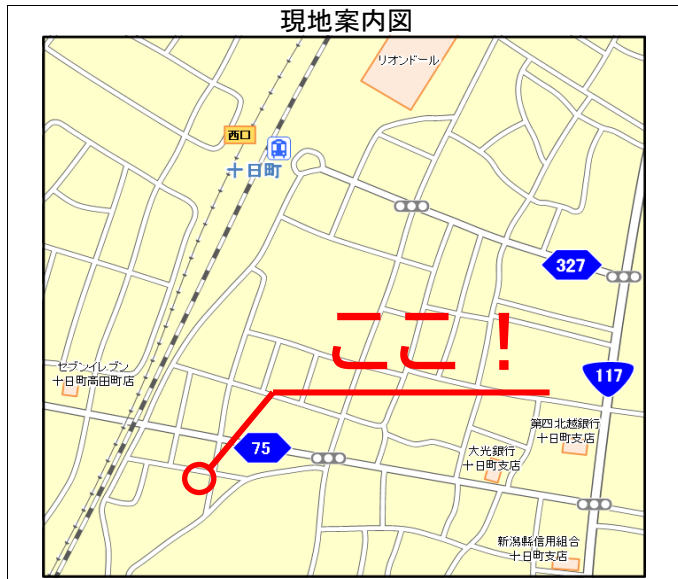 現地案内図
リオンドール
西口
十日町
327
ここ！
セブンイレブン
十日町高田町店
117
第四北越銀行
十日町支店
75
大光銀行
十日町支店
新潟縣信用組合
十日町支店